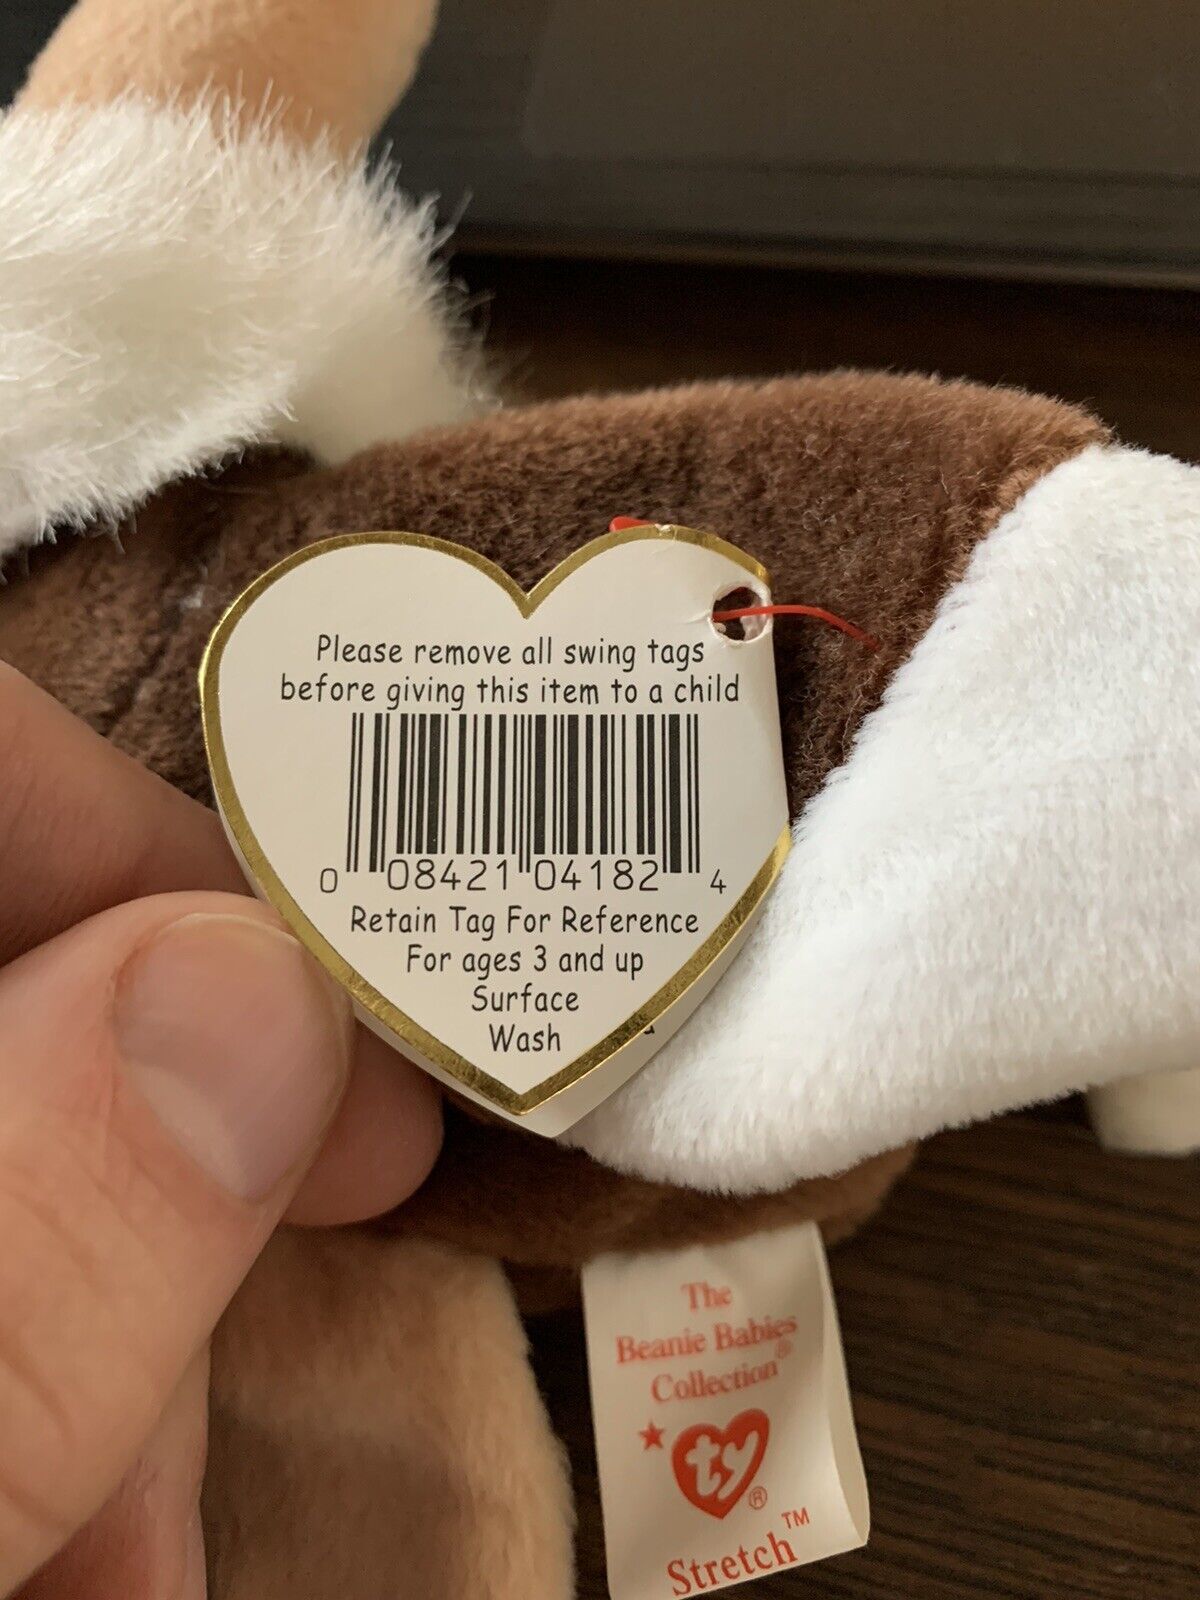 Please remove all swing tags
before giving this item to a child
0 08421 04182 4
Retain Tag For Reference
For ages 3 and up
Surface
Wash
The
Beanie Babies
Collection®
ty®
Stretch™